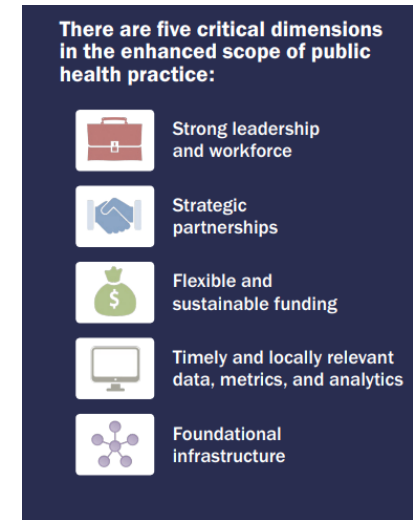 There are five critical dimensions
in the enhanced scope of public
health practice:
Strong leadership
and workforce
Strategic
partnerships
$
Flexible and
sustainable funding
Timely and locally relevant
data, metrics, and analytics
Foundational
infrastructure